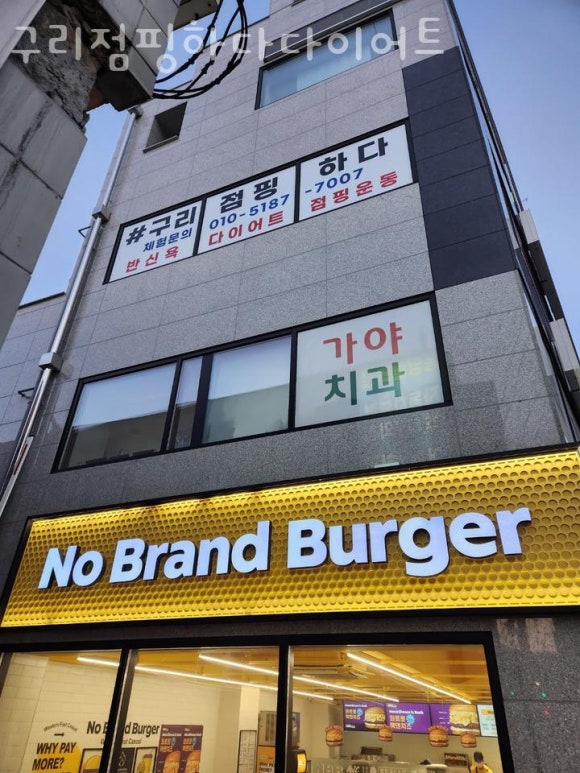 구리점핑하다다이어트
#구리 점핑 하다
체험문의 010-5187-7007
반신욕 다이어트 점핑운동
가야
치과
No Brand Burger
No Brand Burger
WHY PAY
MORE?